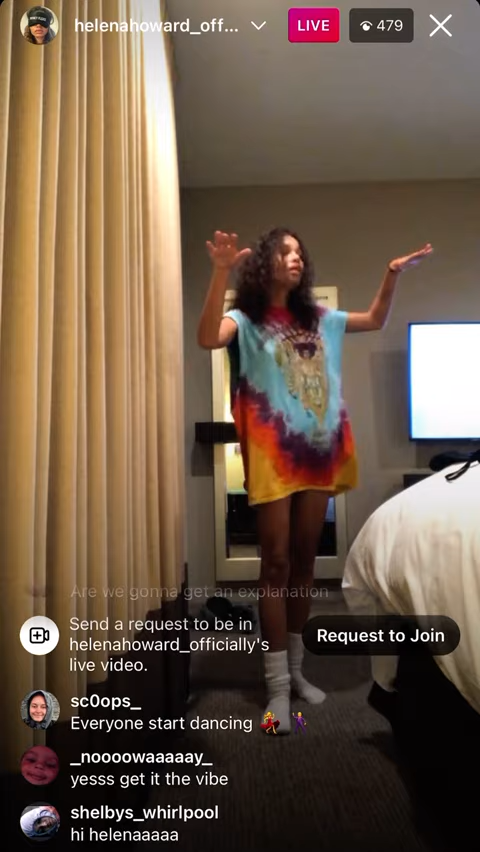 helenahoward_off...
LIVE
479
Are we gonna get an explanation
Send a request to be in
helenahoward_officially's
live video.
Request to Join
sc0ops_
Everyone start dancing 💃🕺
_noooowaaaaay_
yesss get it the vibe
shelbys_whirlpool
hi helenaaaaa